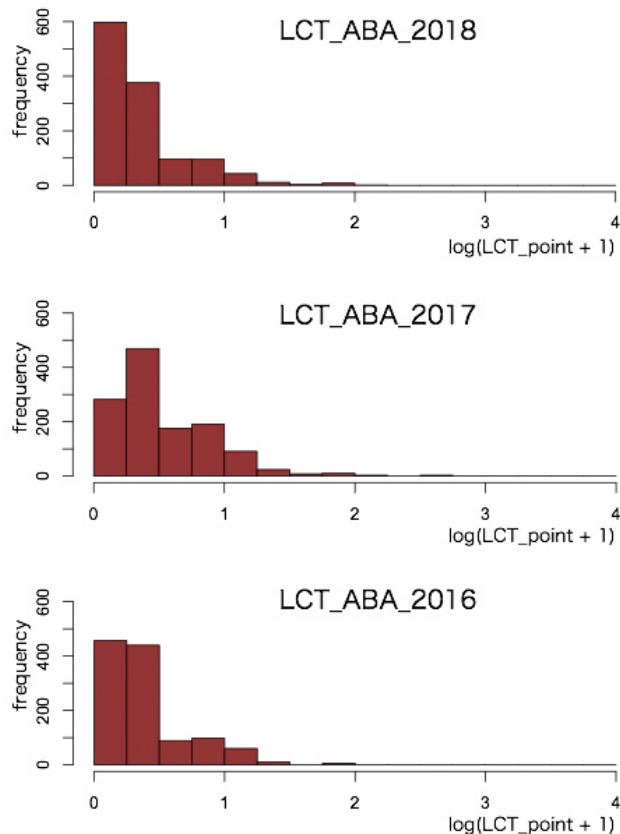 LCT_ABA_2018
frequency
600
400
200
0
0 1 2 3 4
log(LCT_point + 1)
LCT_ABA_2017
frequency
600
400
200
0
0 1 2 3 4
log(LCT_point + 1)
LCT_ABA_2016
frequency
600
400
200
0
0 1 2 3 4
log(LCT_point + 1)